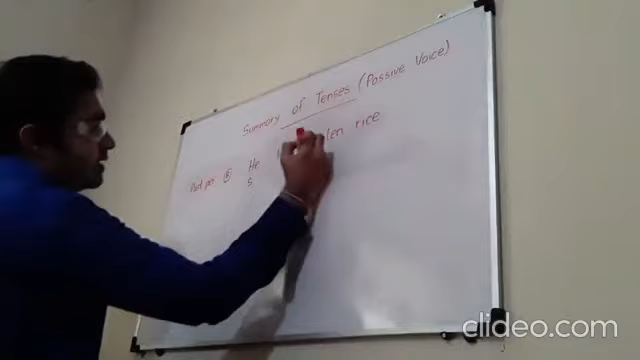 Summary of Tenses (Passive Voice)
Past per He rice
S
clideo.com